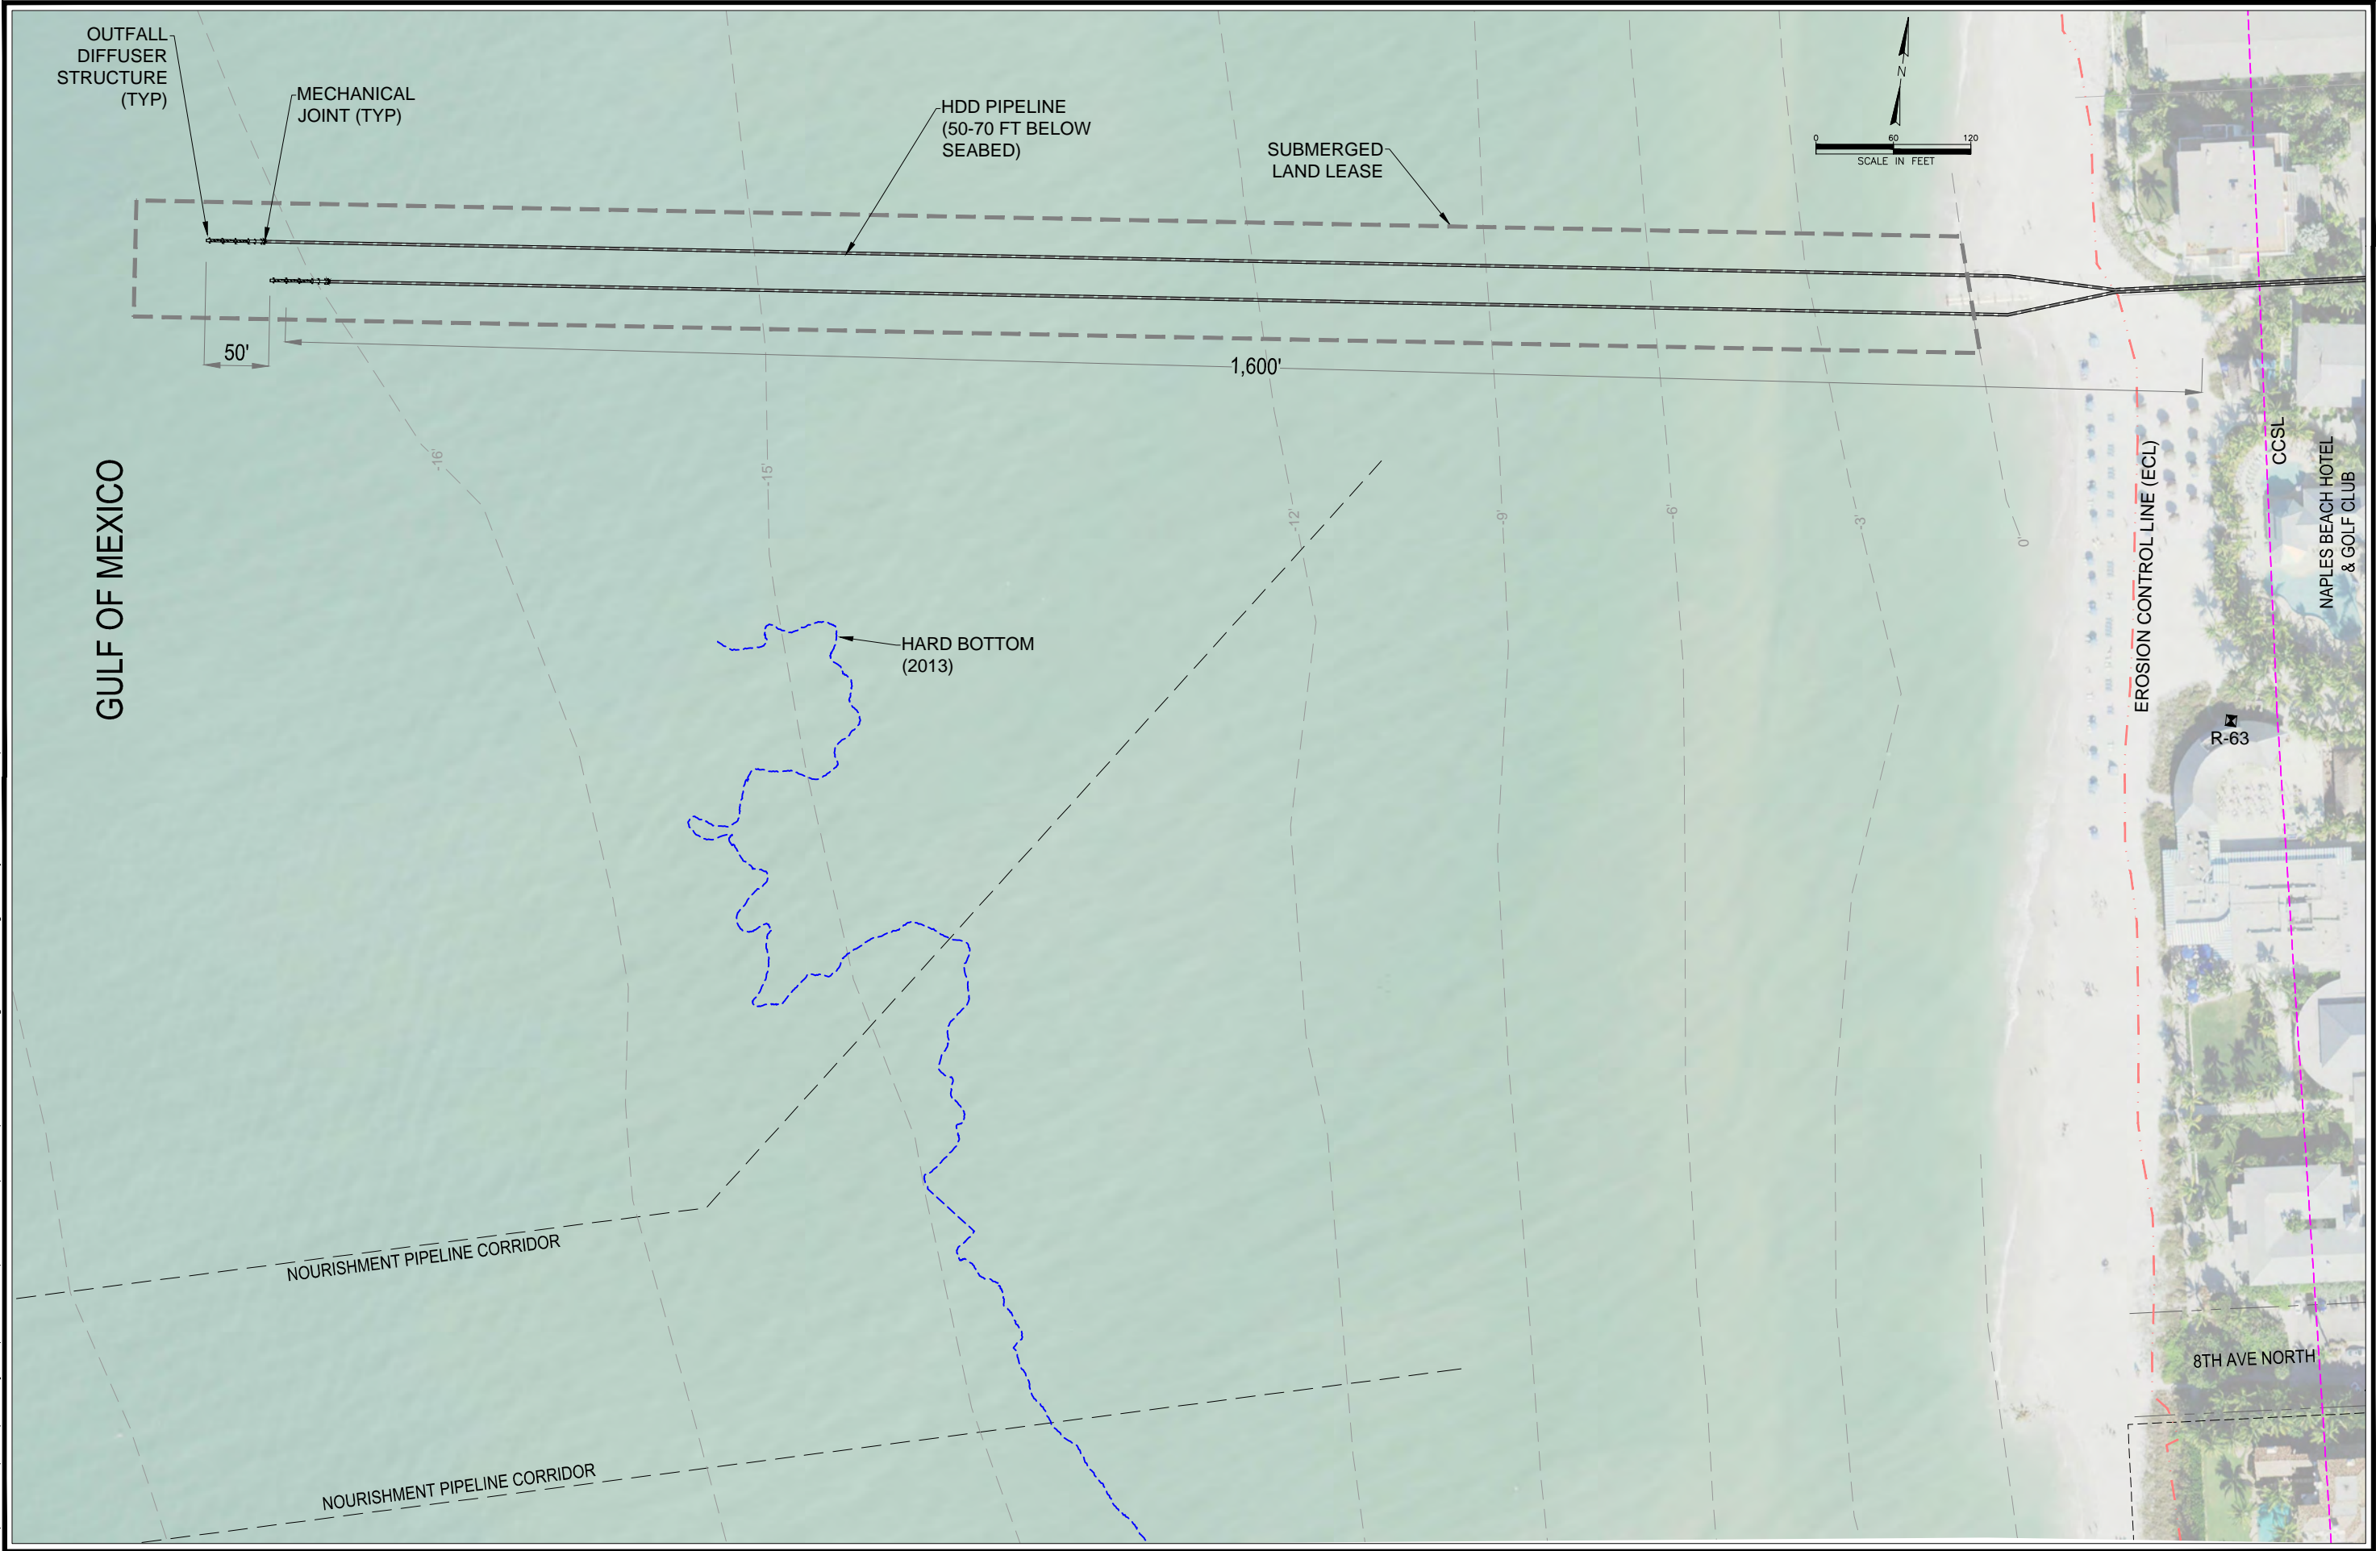 OUTFALL
DIFFUSER
STRUCTURE
(TYP)
MECHANICAL
JOINT (TYP)
HDD PIPELINE
(50-70 FT BELOW
SEABED)
SUBMERGED
LAND LEASE
N
0 60 120
SCALE IN FEET
50'
1,600'
GULF OF MEXICO
-16'
-15'
-12'
-9'
-6'
-3'
0'
EROSION CONTROL LINE (ECL)
CCSL
NAPLES BEACH HOTEL
& GOLF CLUB
HARD BOTTOM
(2013)
R-63
NOURISHMENT PIPELINE CORRIDOR
8TH AVE NORTH
NOURISHMENT PIPELINE CORRIDOR